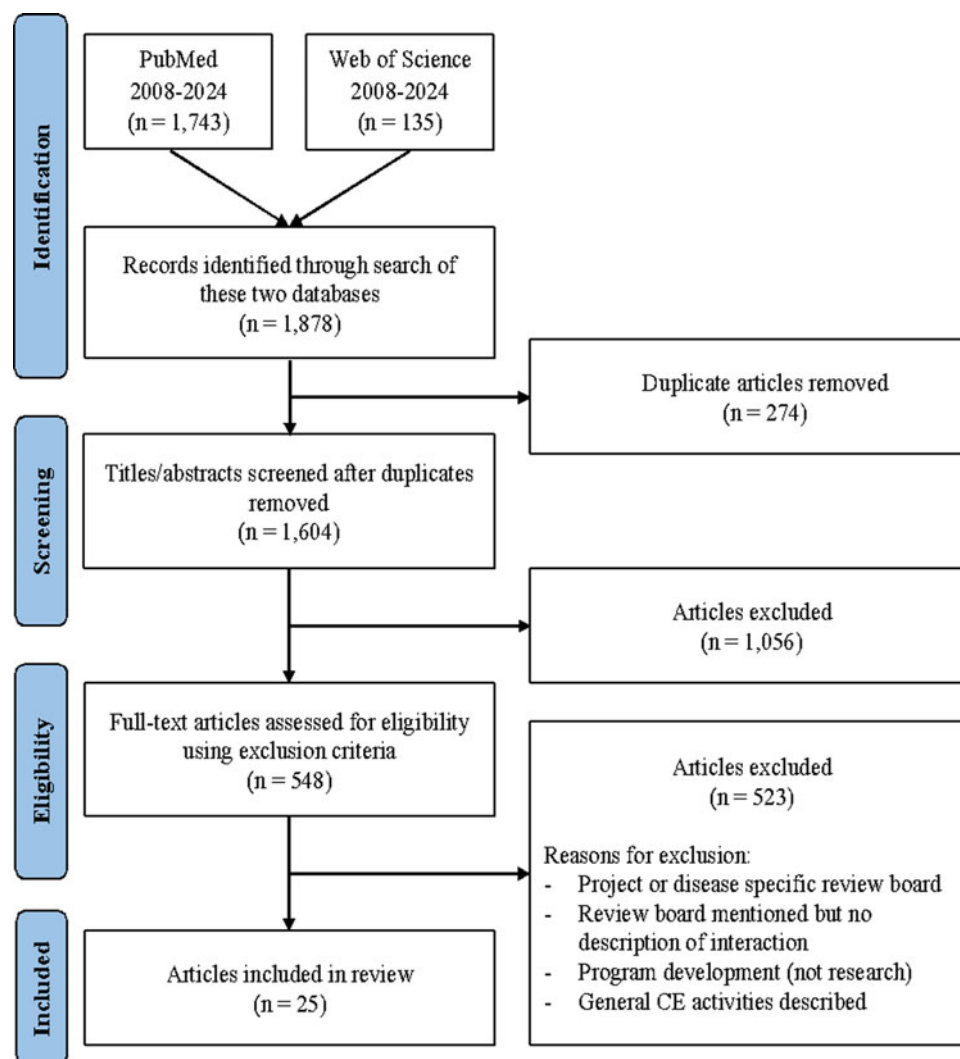 Identification
PubMed
2008-2024
(n = 1,743)
Web of Science
2008-2024
(n = 135)
Records identified through search of
these two databases
(n = 1,878)
Duplicate articles removed
(n = 274)
Screening
Titles/abstracts screened after duplicates
removed
(n = 1,604)
Articles excluded
(n = 1,056)
Eligibility
Full-text articles assessed for eligibility
using exclusion criteria
(n = 548)
Articles excluded
(n = 523)
Reasons for exclusion:
- Project or disease specific review board
- Review board mentioned but no
description of interaction
- Program development (not research)
- General CE activities described
Included
Articles included in review
(n = 25)